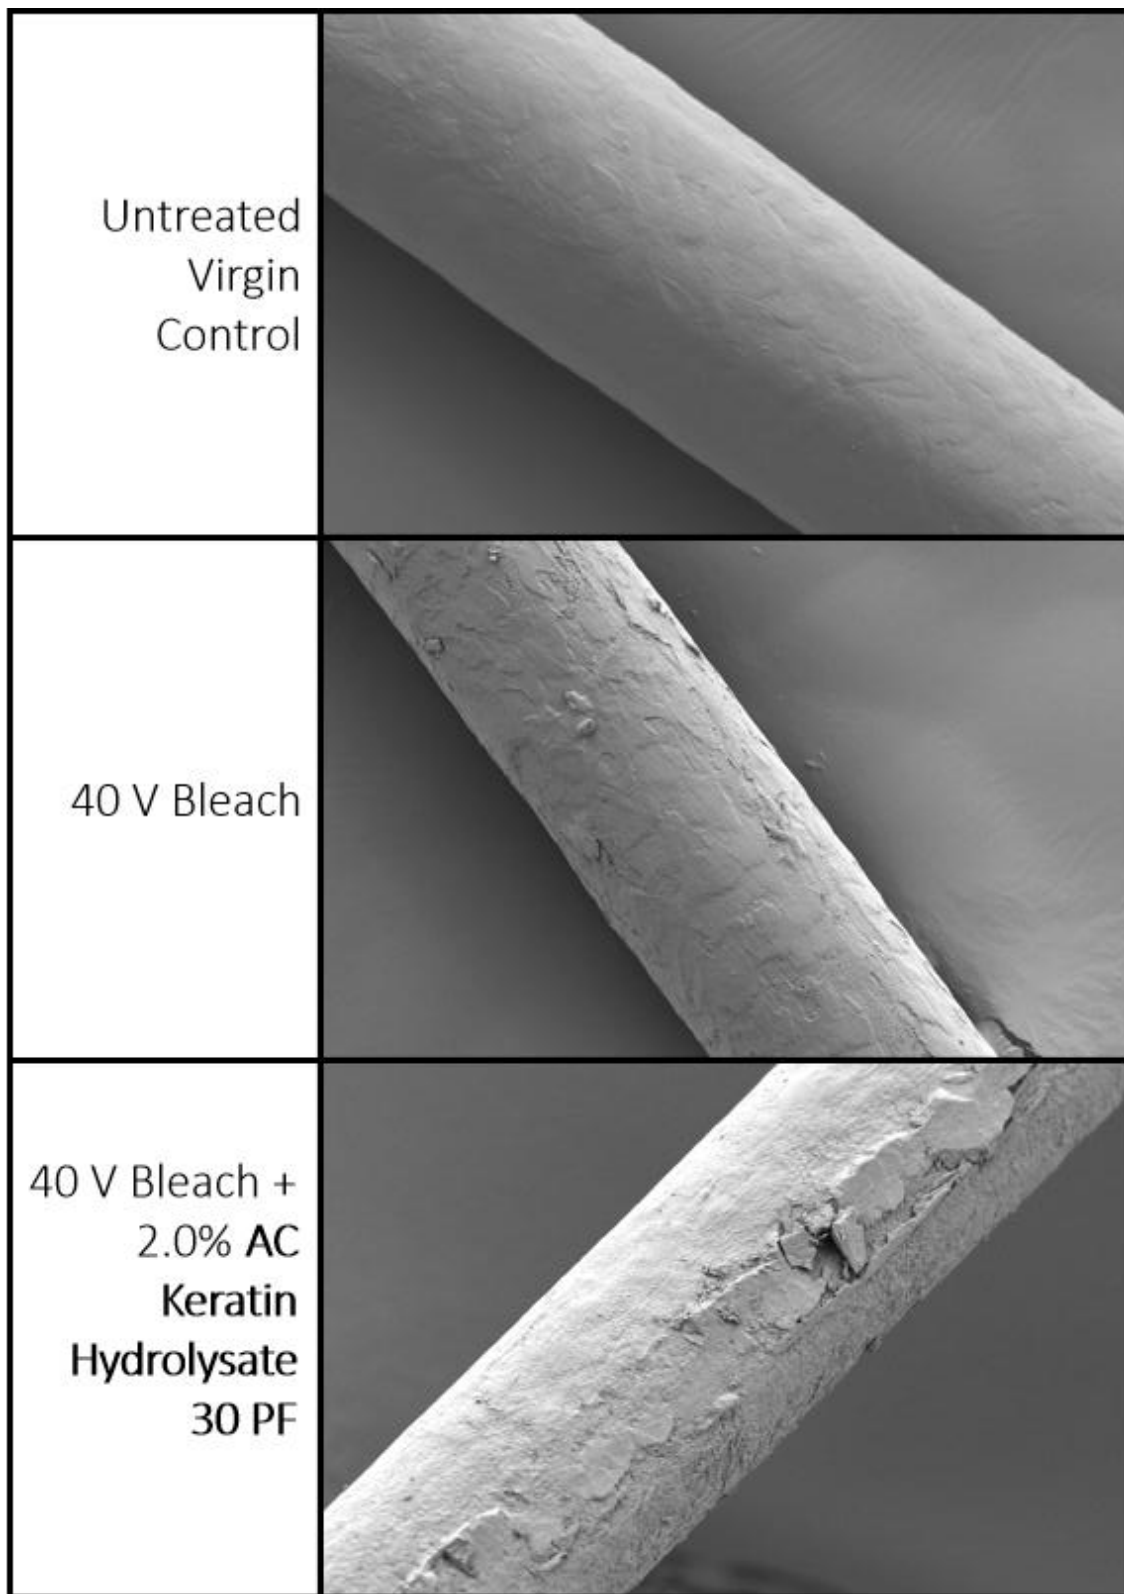 Untreated
Virgin
Control
40 V Bleach
40 V Bleach +
2.0% AC
Keratin
Hydrolysate
30 PF